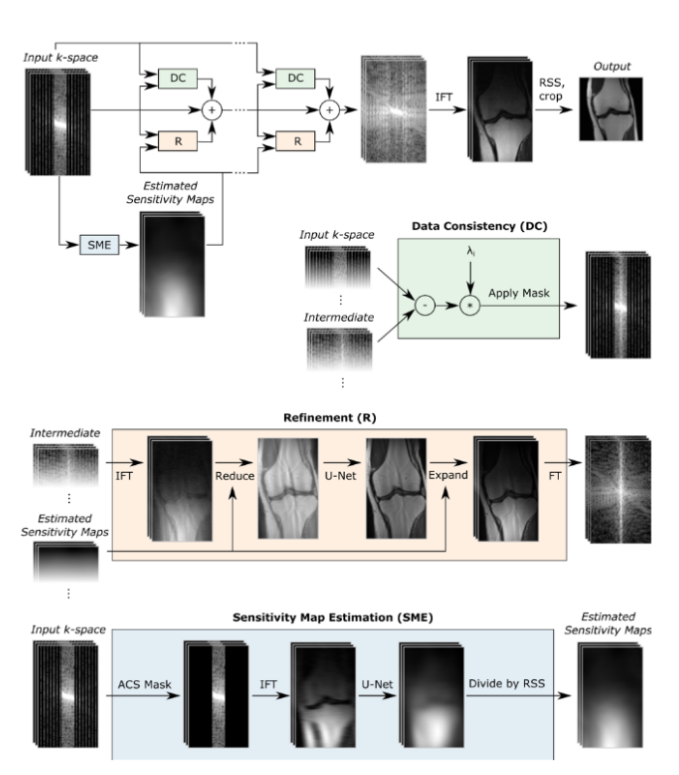 Input k-space
DC
DC
R
R
+
+
IFT
RSS,
crop
Output
Estimated
Sensitivity Maps
SME
Data Consistency (DC)
Input k-space
λi
-
*
Apply Mask
Intermediate
Refinement (R)
Intermediate
IFT
Reduce
U-Net
Expand
FT
Estimated
Sensitivity Maps
Sensitivity Map Estimation (SME)
Input k-space
ACS Mask
IFT
U-Net
Divide by RSS
Estimated
Sensitivity Maps